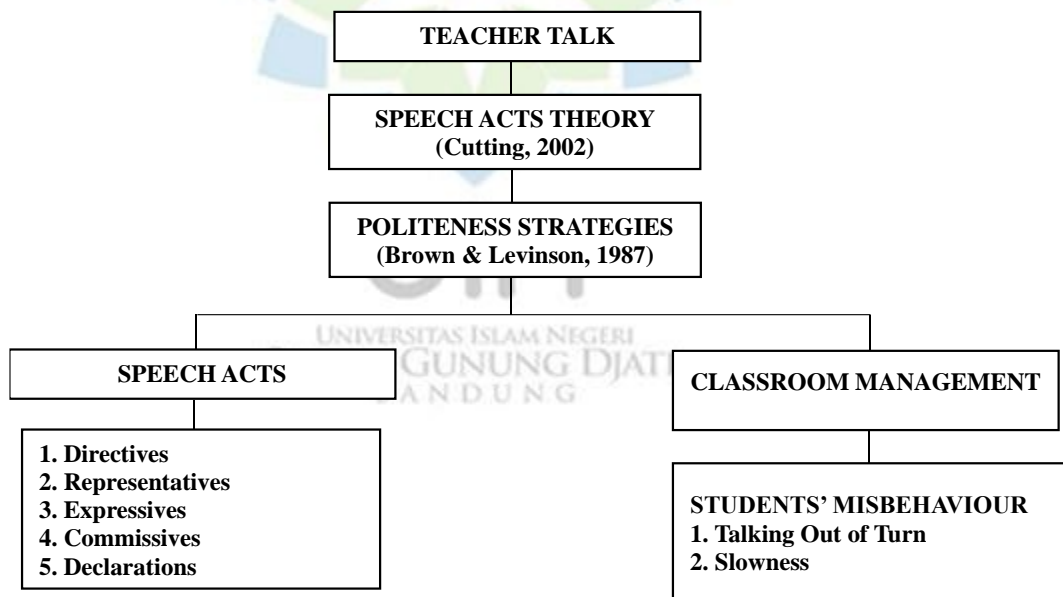 TEACHER TALK
SPEECH ACTS THEORY
(Cutting, 2002)
POLITENESS STRATEGIES
(Brown & Levinson, 1987)
UNIVERSITAS ISLAM NEGERI
GUNUNG DJATI
BANDUNG
SPEECH ACTS
1. Directives
2. Representatives
3. Expressives
4. Commissives
5. Declarations
CLASSROOM MANAGEMENT
STUDENTS’ MISBEHAVIOUR
1. Talking Out of Turn
2. Slowness